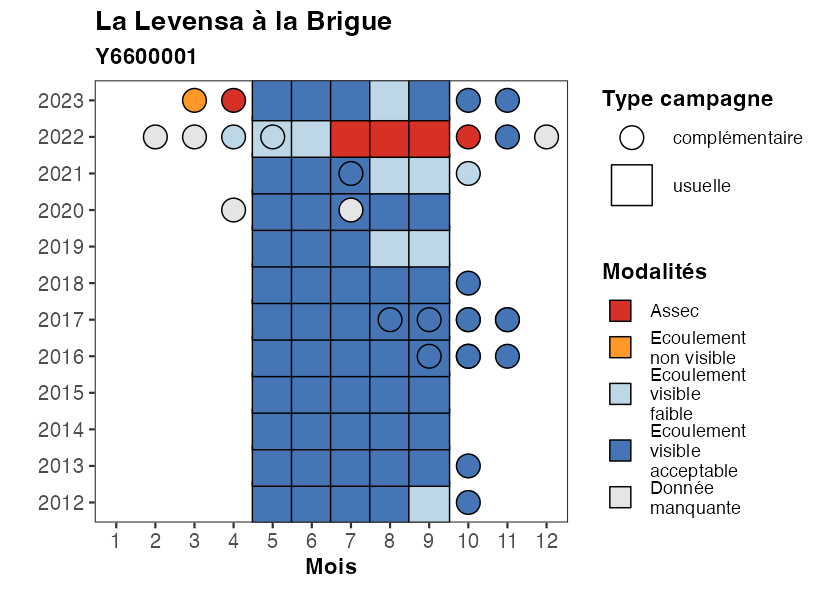 La Levensa à la Brigue
Y6600001
2023
2022
2021
2020
2019
2018
2017
2016
2015
2014
2013
2012
1 2 3 4 5 6 7 8 9 10 11 12
Mois
Type campagne
complémentaire
usuelle
Modalités
Assec
Ecoulement
non visible
Ecoulement
visible
faible
Ecoulement
visible
acceptable
Donnée
manquante